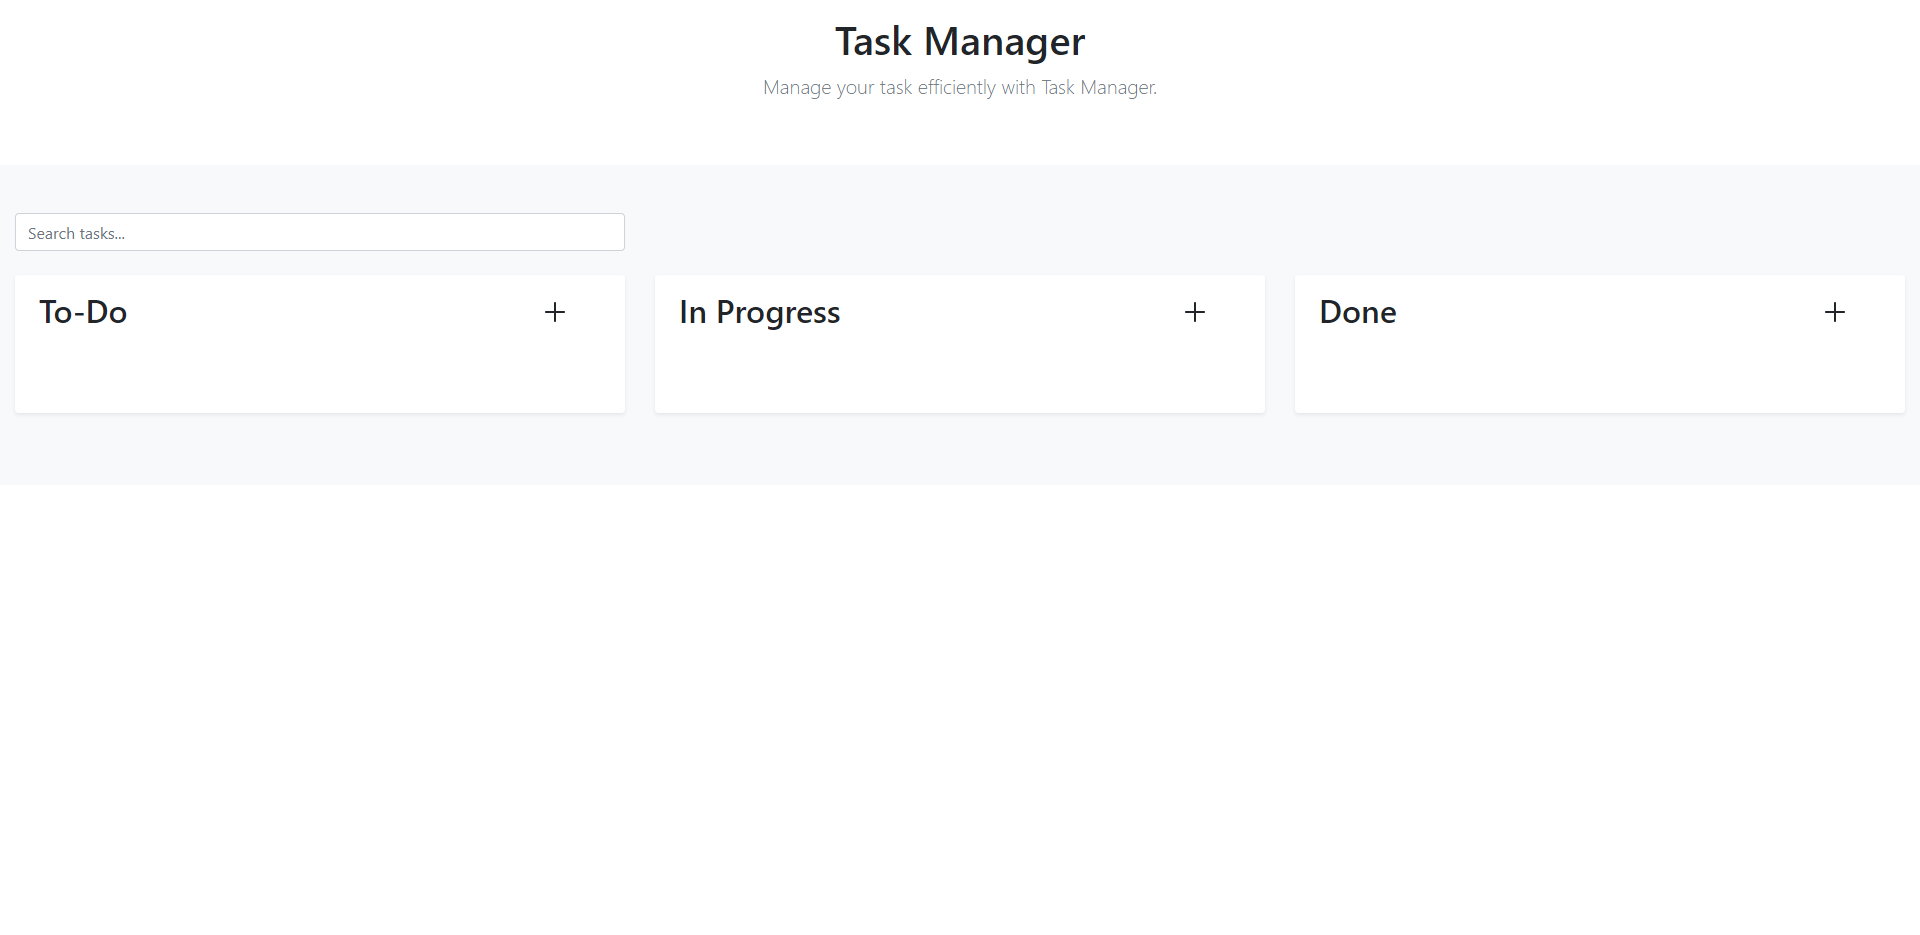 Task Manager
Manage your task efficiently with Task Manager.
Search tasks...
To-Do
In Progress
Done